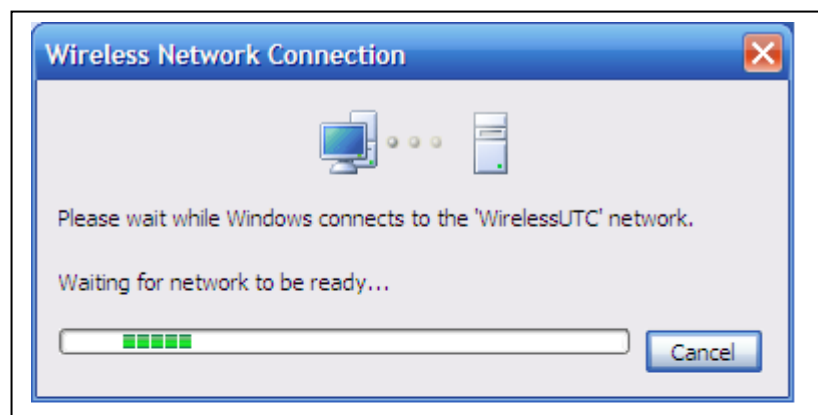 Wireless Network Connection
Please wait while Windows connects to the 'WirelessUTC' network.
Waiting for network to be ready...
Cancel